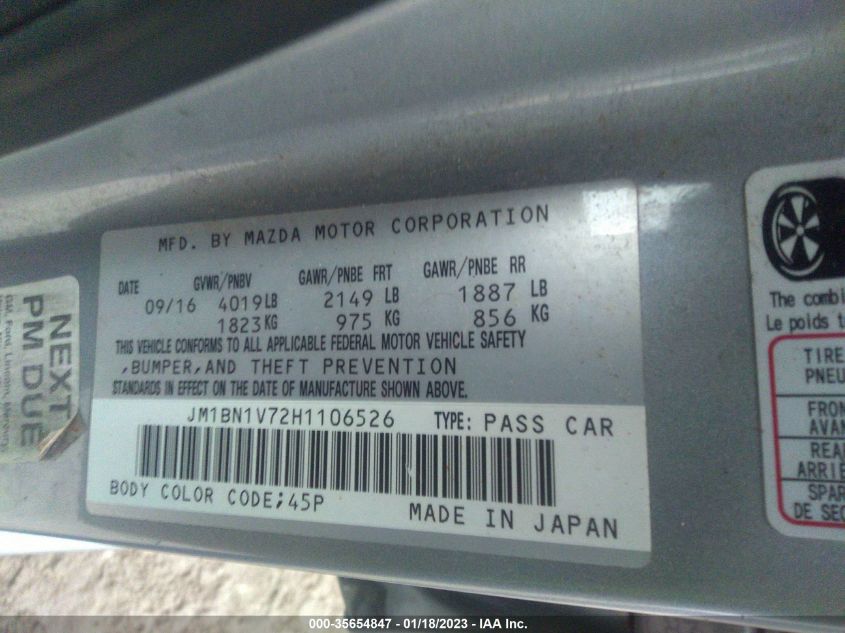 MFD. BY MAZDA MOTOR CORPORATION
DATE GVWR/PNBV GAWR/PNBE FRT GAWR/PNBE RR
09/16 4019LB 2149 LB 1887 LB
1823KG 975 KG 856 KG
THIS VEHICLE CONFORMS TO ALL APPLICABLE FEDERAL MOTOR VEHICLE SAFETY
,BUMPER,AND THEFT PREVENTION
STANDARDS IN EFFECT ON THE DATE OF MANUFACTURE SHOWN ABOVE.
JM1BN1V72H1106526 TYPE: PASS CAR
BODY COLOR CODE;45P
MADE IN JAPAN
NEXT
PM DUE
The combi
Le poids t
TIRE
PNEU
FRON
AVAN
REA
ARRIE
SPAR
DE SEC
000-35654847 - 01/18/2023 - IAA Inc.